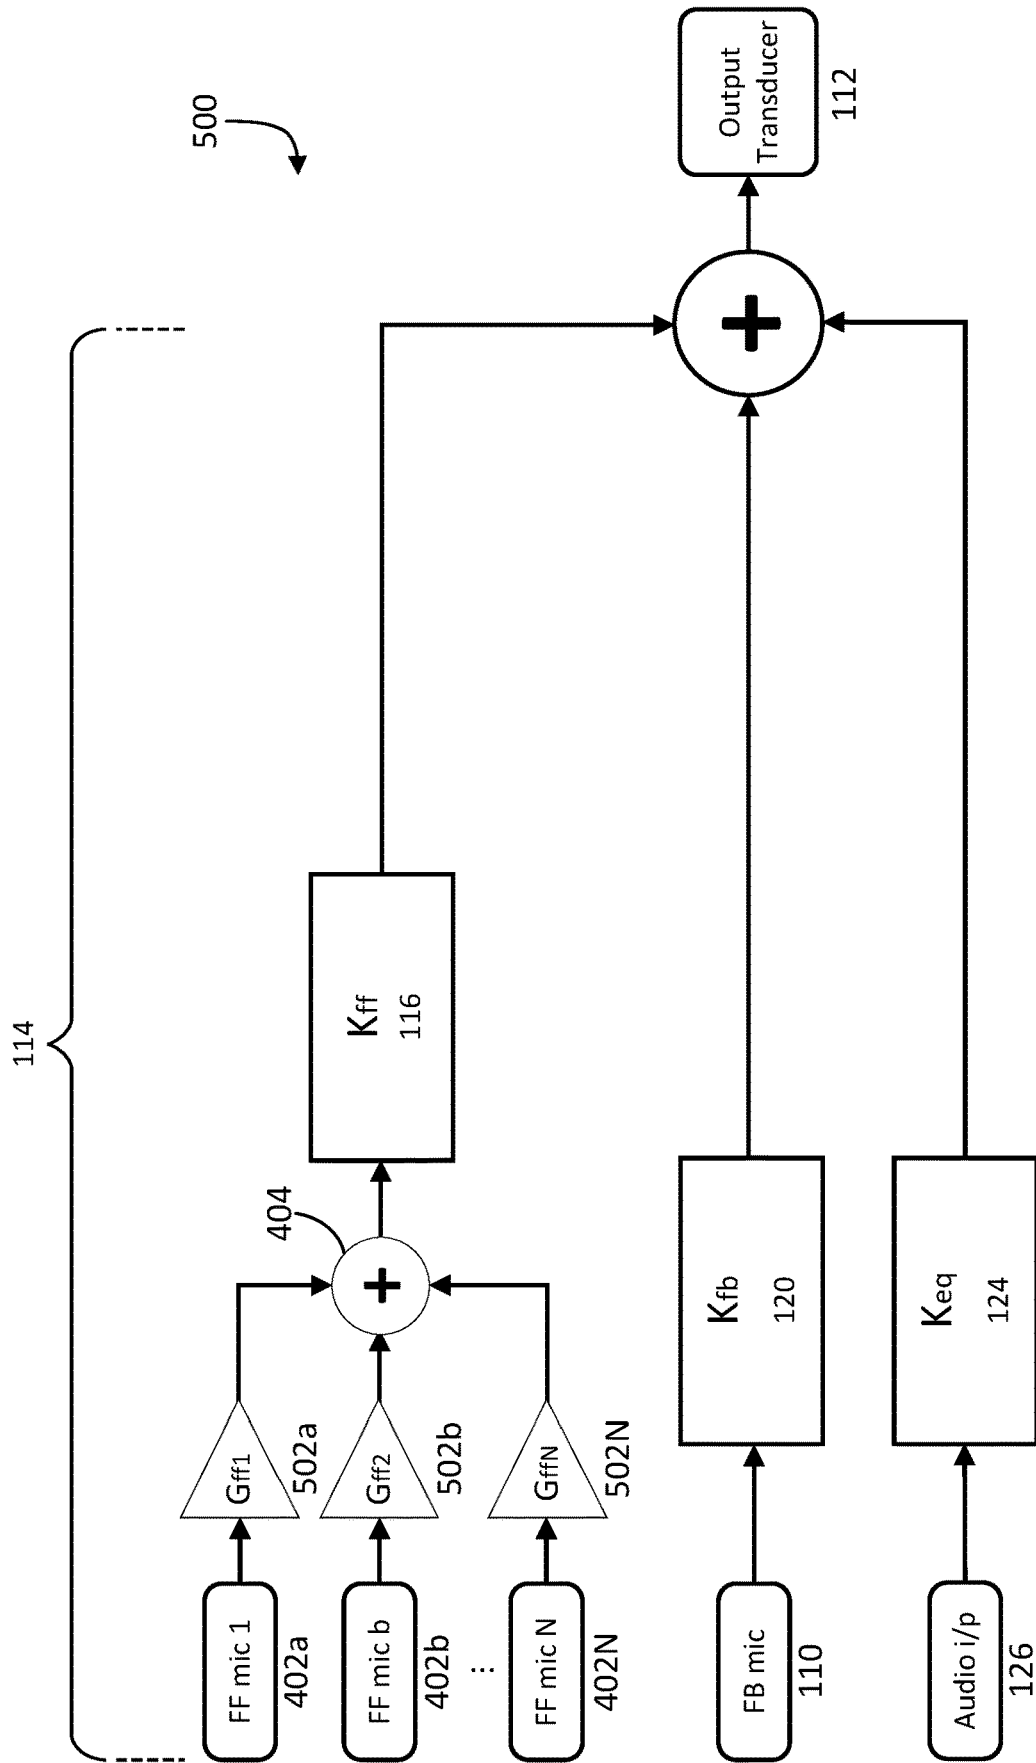 114
500
FF mic 1
402a
Gff1
502a
FF mic b
402b
Gff2
502b
...
FF mic N
402N
GffN
502N
404
+
Kff
116
FB mic
110
Kfb
120
Audio i/p
126
Keq
124
+
Output
Transducer
112